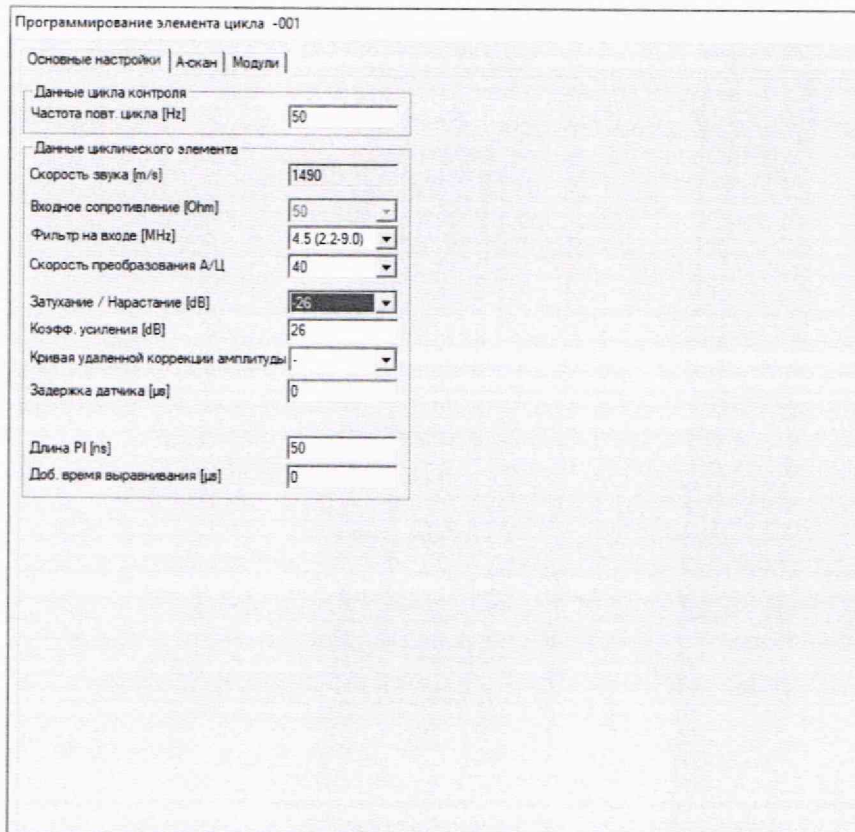 Программирование элемента цикла -001
Основные настройки А-скан Модули
Данные цикла контроля
Частота повт. цикла [Hz] 50
Данные циклического элемента
Скорость звука [m/s] 1490
Входное сопротивление [Ohm] 50
Фильтр на входе [MHz] 4.5 (2.2-9.0)
Скорость преобразования А/Ц 40
Затухание / Нарастание [dB] -26
Коэфф. усиления [dB] 26
Кривая удаленной коррекции амплитуды -
Задержка датчика [µs] 0
Длина PI [ns] 50
Доб. время выравнивания [µs] 0